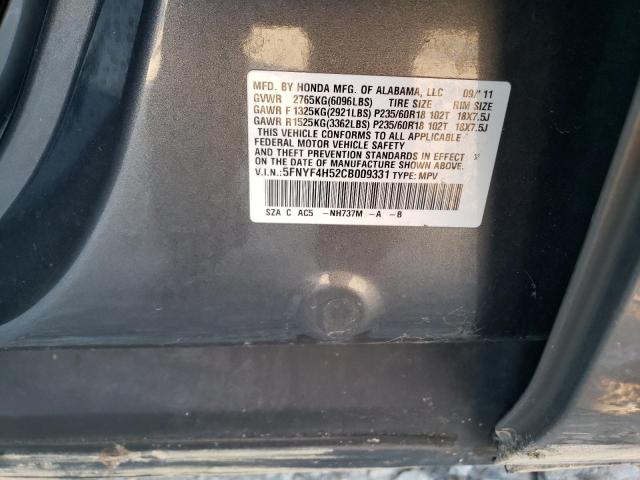 MFD. BY HONDA MFG. OF ALABAMA, LLC 09/'11
GVWR 2765KG(6096LBS) TIRE SIZE RIM SIZE
GAWR F 1325KG(2921LBS) P235/60R18 102T 18X7.5J
GAWR R1525KG(3362LBS) P235/60R18 102T 18X7.5J
THIS VEHICLE CONFORMS TO ALL APPLICABLE
FEDERAL MOTOR VEHICLE SAFETY
AND THEFT PREVENTION STANDARDS IN EFFECT
ON THE DATE OF MANUFACTURE SHOWN ABOVE.
V.I.N.: 5FNYF4H52CB009331 TYPE: MPV
SZA C AC5 -NH737M -A -B